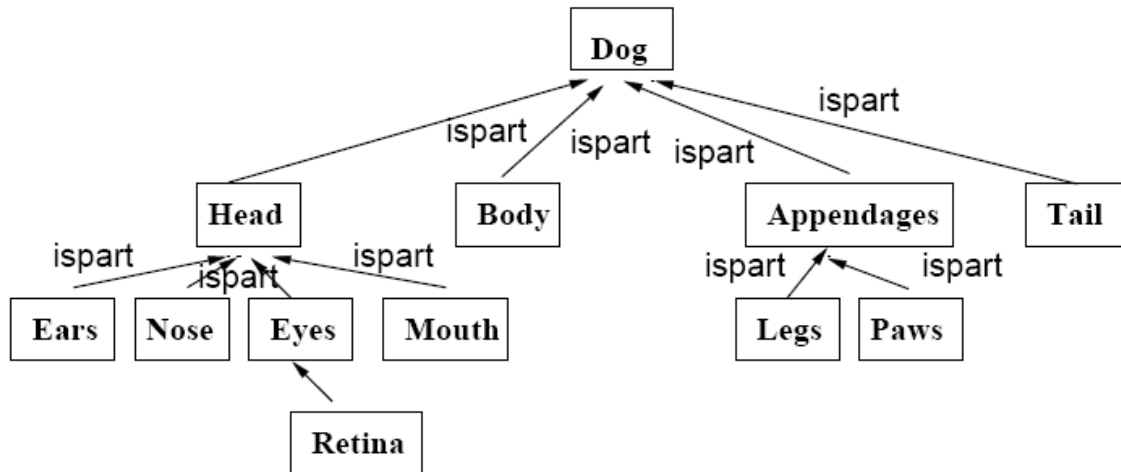 Dog
ispart
ispart
ispart
ispart
Head
Body
Appendages
Tail
ispart
ispart
ispart
ispart
ispart
Ears
Nose
Eyes
Mouth
Legs
Paws
Retina